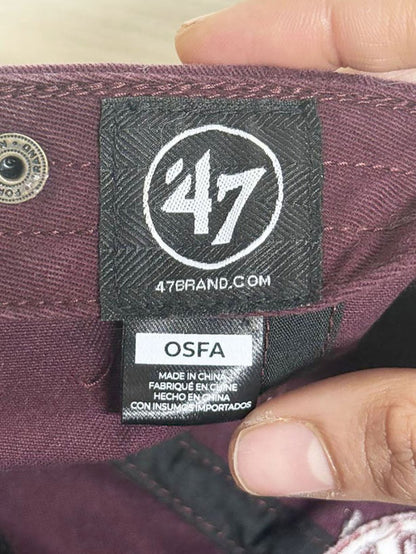 '47
47BRAND.COM
OSFA
MADE IN CHINA
FABRIQUÉ EN CHINE
HECHO EN CHINA
CON INSUMOS IMPORTADOS